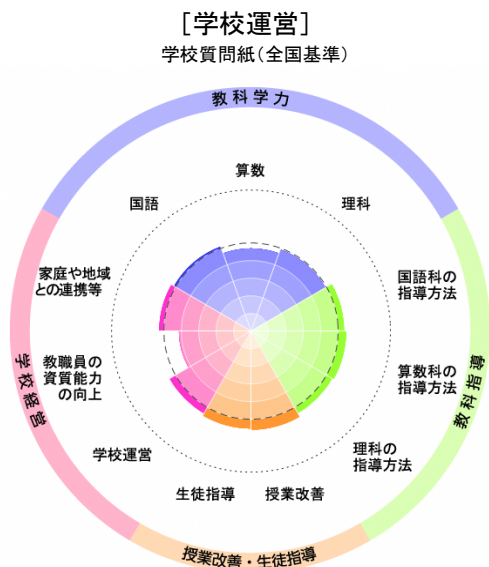 ［学校運営］
学校質問紙（全国基準）
教科学力
算数
国語
理科
家庭や地域
との連携等
国語科の
指導方法
教職員の
資質能力
の向上
算数科の
指導方法
学校経営
教科指導
学校運営
理科の
指導方法
生徒指導
授業改善
授業改善・生徒指導